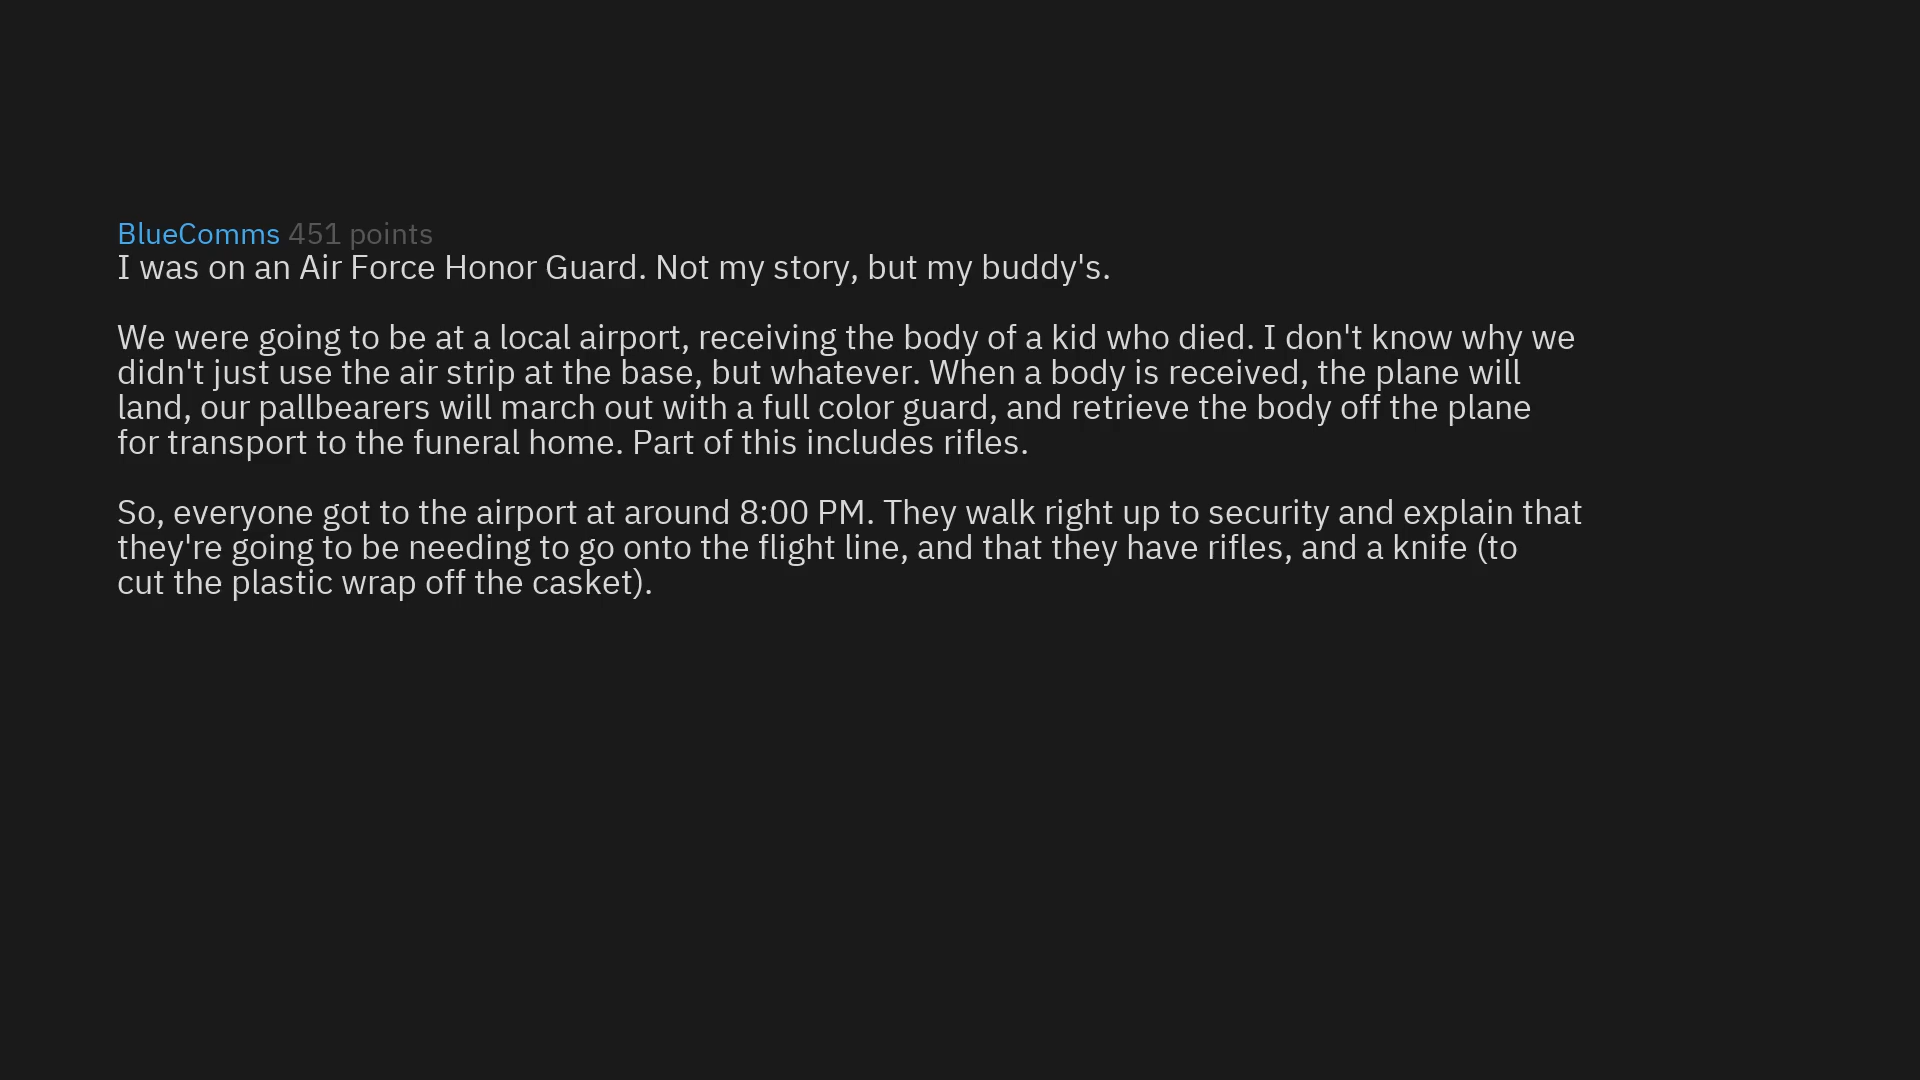 BlueComms 451 points
I was on an Air Force Honor Guard. Not my story, but my buddy's.
We were going to be at a local airport, receiving the body of a kid who died. I don't know why we
didn't just use the air strip at the base, but whatever. When a body is received, the plane will
land, our pallbearers will march out with a full color guard, and retrieve the body off the plane
for transport to the funeral home. Part of this includes rifles.
So, everyone got to the airport at around 8:00 PM. They walk right up to security and explain that
they're going to be needing to go onto the flight line, and that they have rifles, and a knife (to
cut the plastic wrap off the casket).